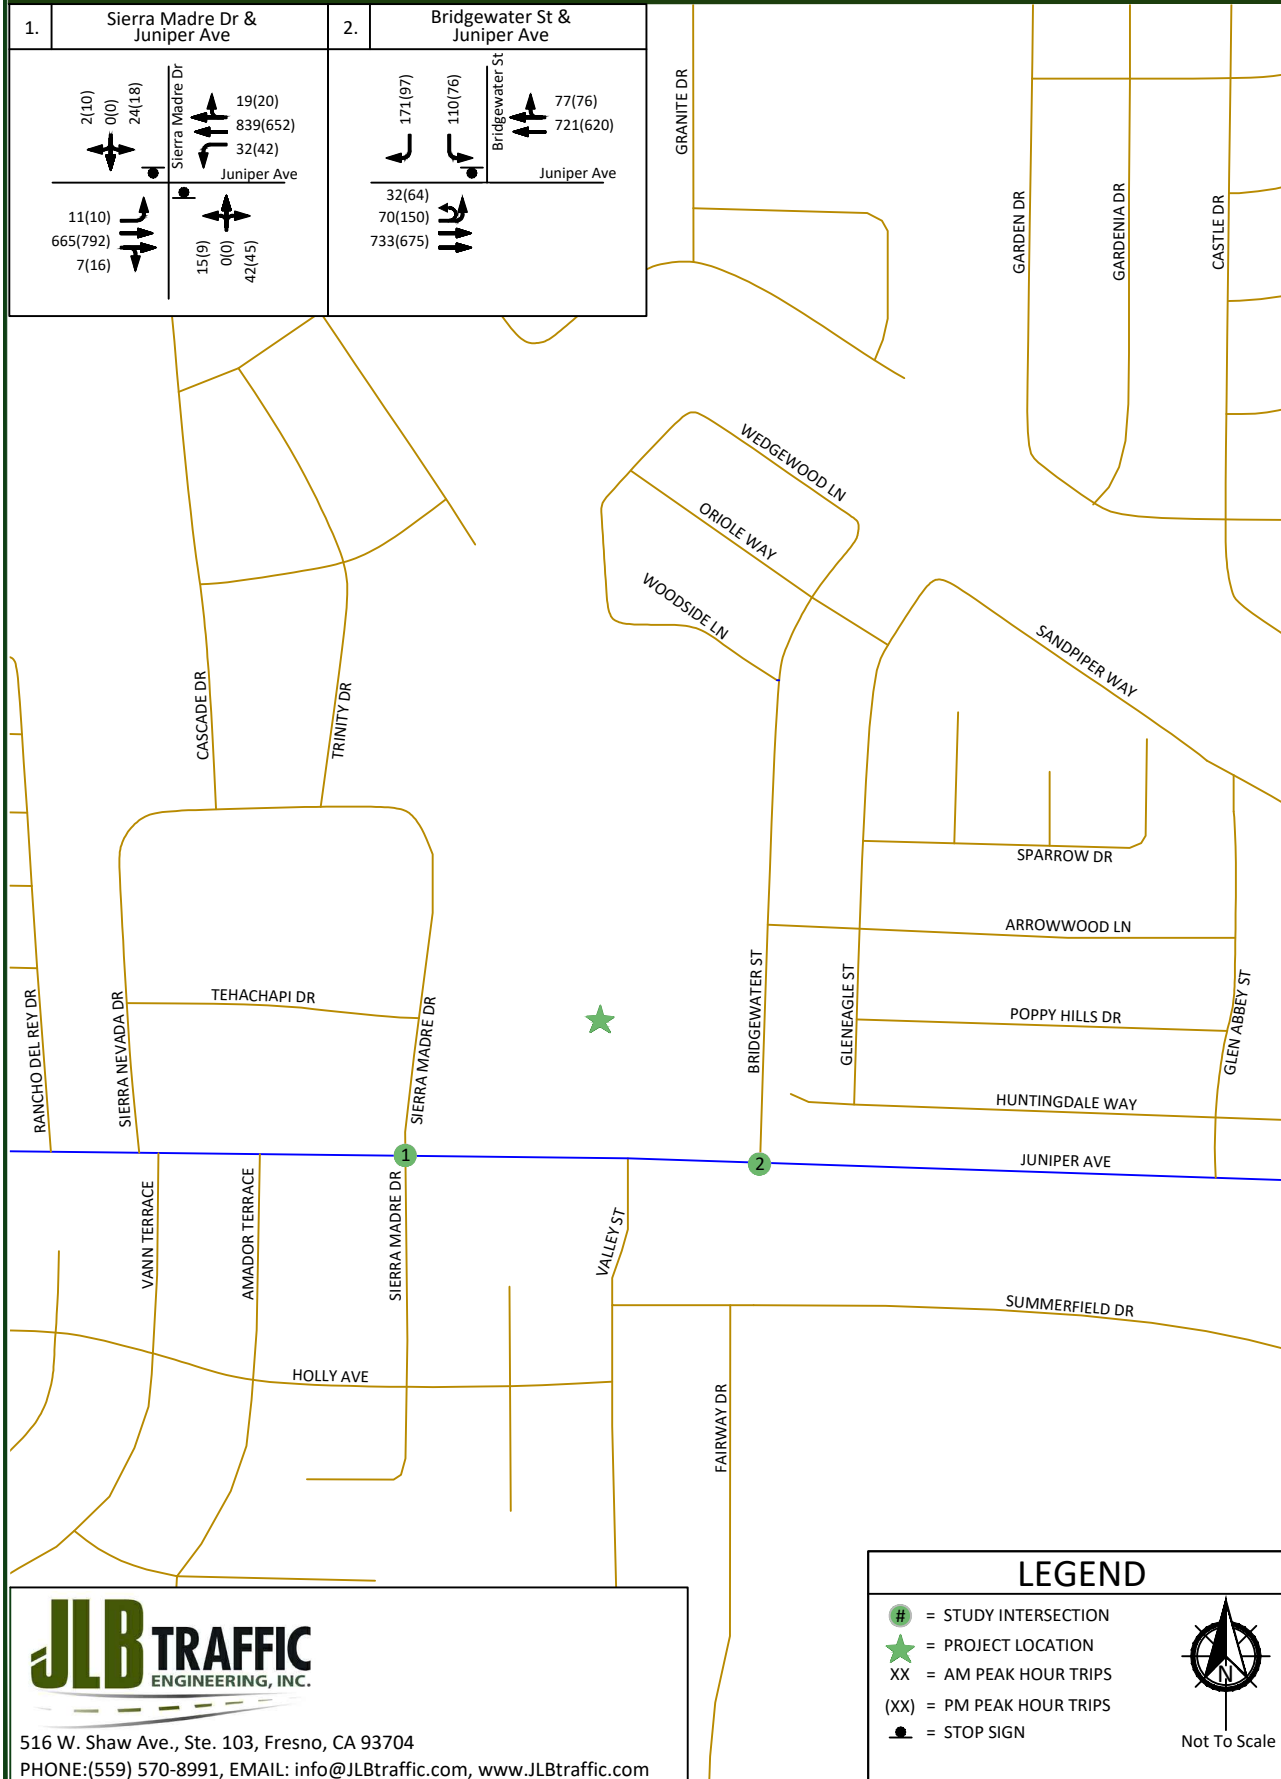 1.
Sierra Madre Dr &
Juniper Ave
2.
Bridgewater St &
Juniper Ave
2(10)
0(0)
24(18)
Sierra Madre Dr
19(20)
839(652)
32(42)
Juniper Ave
11(10)
665(792)
7(16)
15(9)
0(0)
42(45)
171(97)
110(76)
Bridgewater St
77(76)
721(620)
Juniper Ave
32(64)
70(150)
733(675)
GRANITE DR
GARDEN DR
GARDENIA DR
CASTLE DR
WEDGEWOOD LN
ORIOLE WAY
WOODSIDE LN
SANDPIPER WAY
CASCADE DR
TRINITY DR
SPARROW DR
ARROWWOOD LN
TEHACHAPI DR
POPPY HILLS DR
RANCHO DEL REY DR
SIERRA NEVADA DR
SIERRA MADRE DR
BRIDGEWATER ST
GLENEAGLE ST
GLEN ABBEY ST
HUNTINGDALE WAY
1
2
JUNIPER AVE
VANN TERRACE
AMADOR TERRACE
SIERRA MADRE DR
VALLEY ST
SUMMERFIELD DR
HOLLY AVE
FAIRWAY DR
LEGEND
# = STUDY INTERSECTION
= PROJECT LOCATION
XX = AM PEAK HOUR TRIPS
(XX) = PM PEAK HOUR TRIPS
= STOP SIGN
N
Not To Scale
JLB TRAFFIC
ENGINEERING, INC.
516 W. Shaw Ave., Ste. 103, Fresno, CA 93704
PHONE:(559) 570-8991, EMAIL: info@JLBtraffic.com, www.JLBtraffic.com